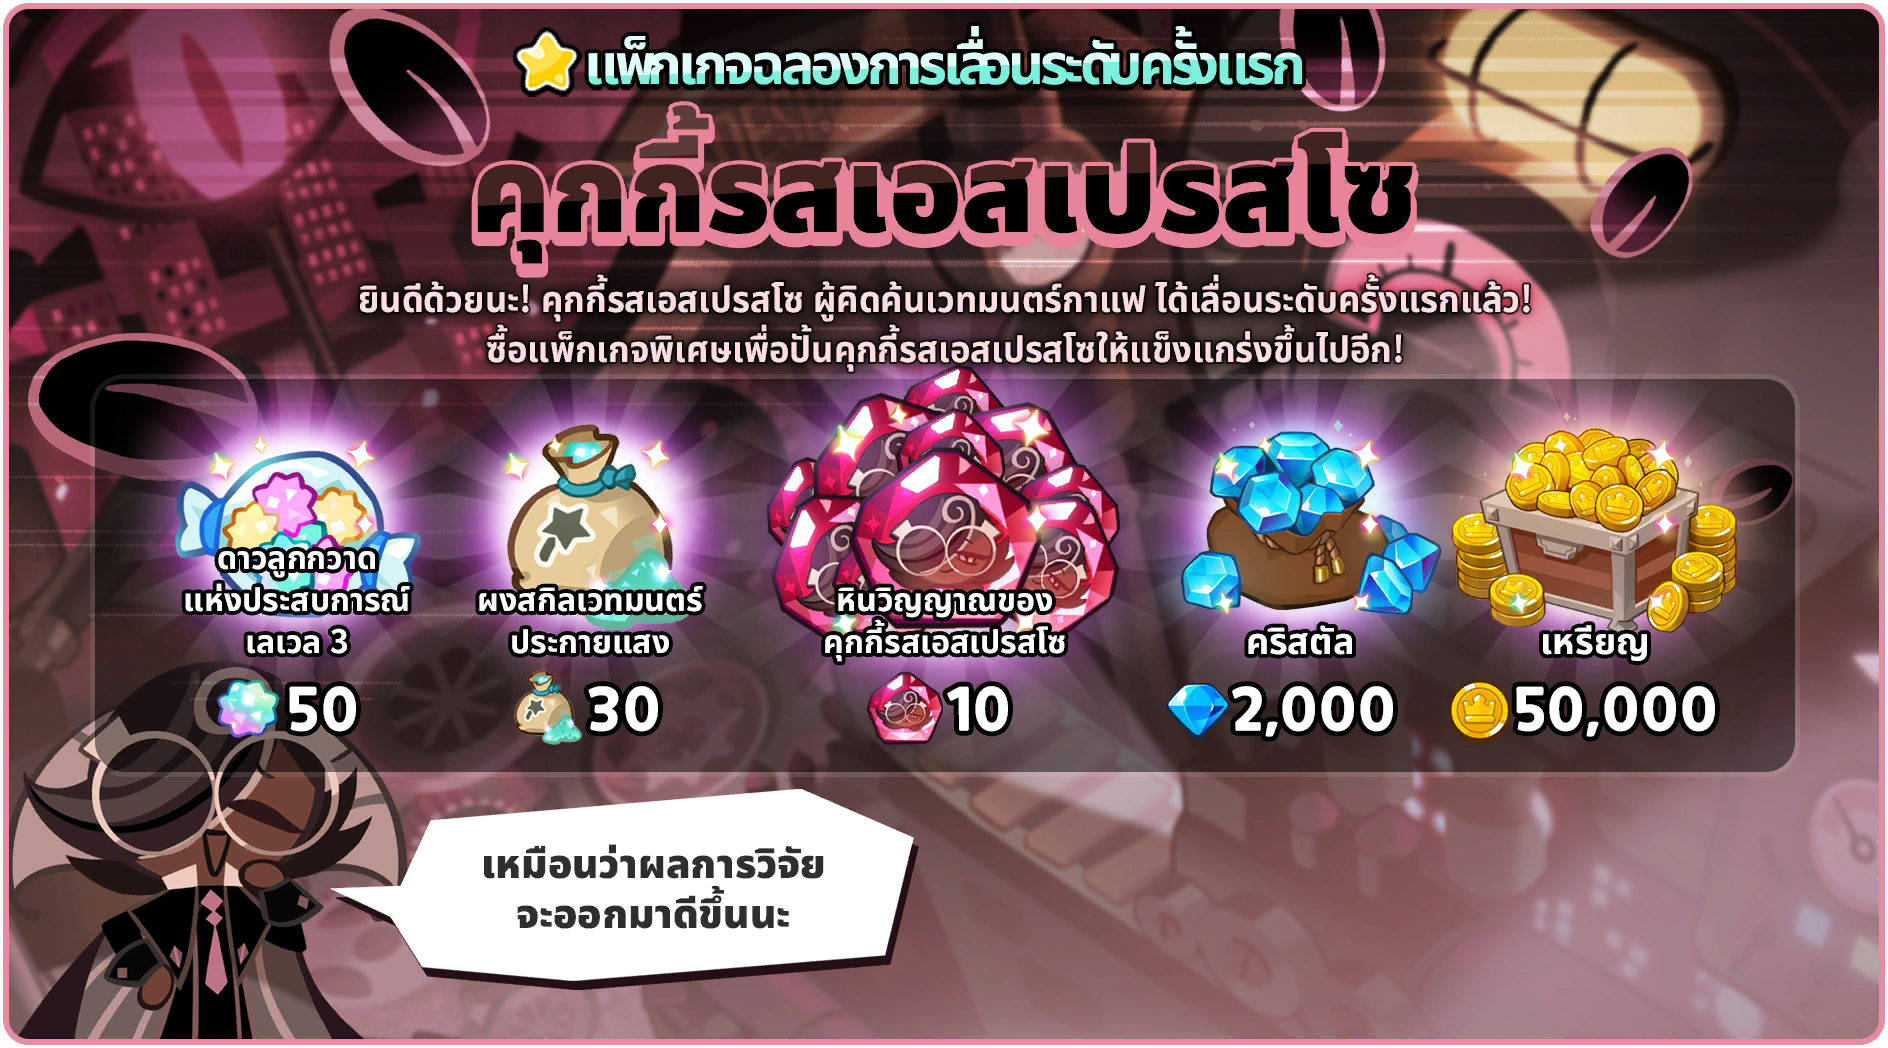 แพ็กเกจฉลองการเลื่อนระดับครั้งแรก
คุกกี้รสเอสเปรสโซ
ยินดีด้วยนะ! คุกกี้รสเอสเปรสโซ ผู้คิดค้นเวทมนตร์กาแฟ ได้เลื่อนระดับครั้งแรกแล้ว!
ซื้อแพ็กเกจพิเศษเพื่อปั้นคุกกี้รสเอสเปรสโซให้แข็งแกร่งขึ้นไปอีก!
ดาวลูกกวาด
แห่งประสบการณ์
เลเวล 3
50
ผงสกิลเวทมนตร์
ประกายแสง
30
หินวิญญาณของ
คุกกี้รสเอสเปรสโซ
10
คริสตัล
2,000
เหรียญ
50,000
เหมือนว่าผลการวิจัย
จะออกมาดีขึ้นนะ